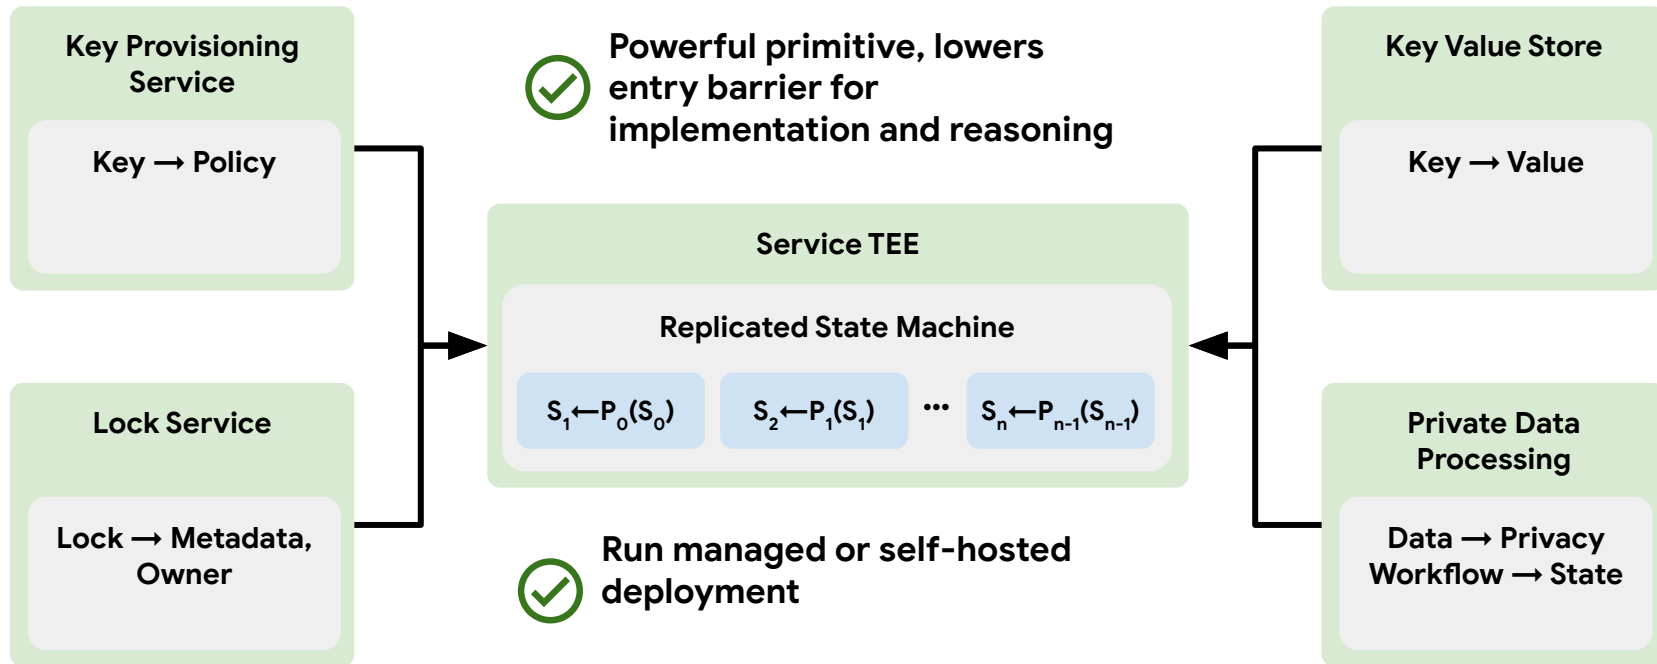 Key Provisioning
Service
Key → Policy
Lock Service
Lock → Metadata,
Owner
Powerful primitive, lowers
entry barrier for
implementation and reasoning
Service TEE
Replicated State Machine
S₁←P₀(S₀)
S₂←P₁(S₁)
...
Sₙ←Pₙ₋₁(Sₙ₋₁)
Run managed or self-hosted
deployment
Key Value Store
Key → Value
Private Data
Processing
Data → Privacy
Workflow → State